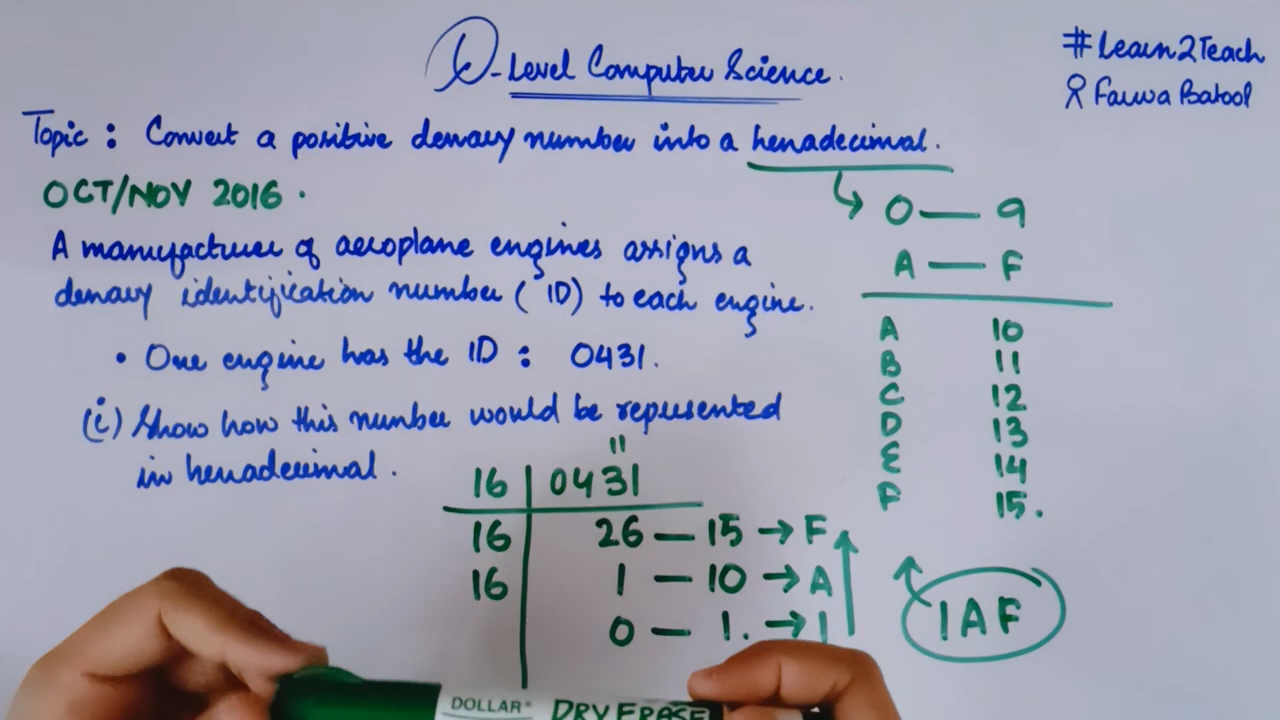 O-Level Computer Science.
#Learn2Teach
Farwa Batool
Topic: Convert a positive denary number into a hexadecimal.
OCT/NOV 2016.
A manufacturer of aeroplane engines assigns a
denary identification number (ID) to each engine.
• One engine has the ID: 0431.
(i) Show how this number would be represented
in hexadecimal.
0 — 9
A — F
A 10
B 11
C 12
D 13
E 14
F 15.
16 | 0431
16 | 26 — 15 → F
16 | 1 — 10 → A
0 — 1. → 1
1AF
DOLLAR® DRY ERASE